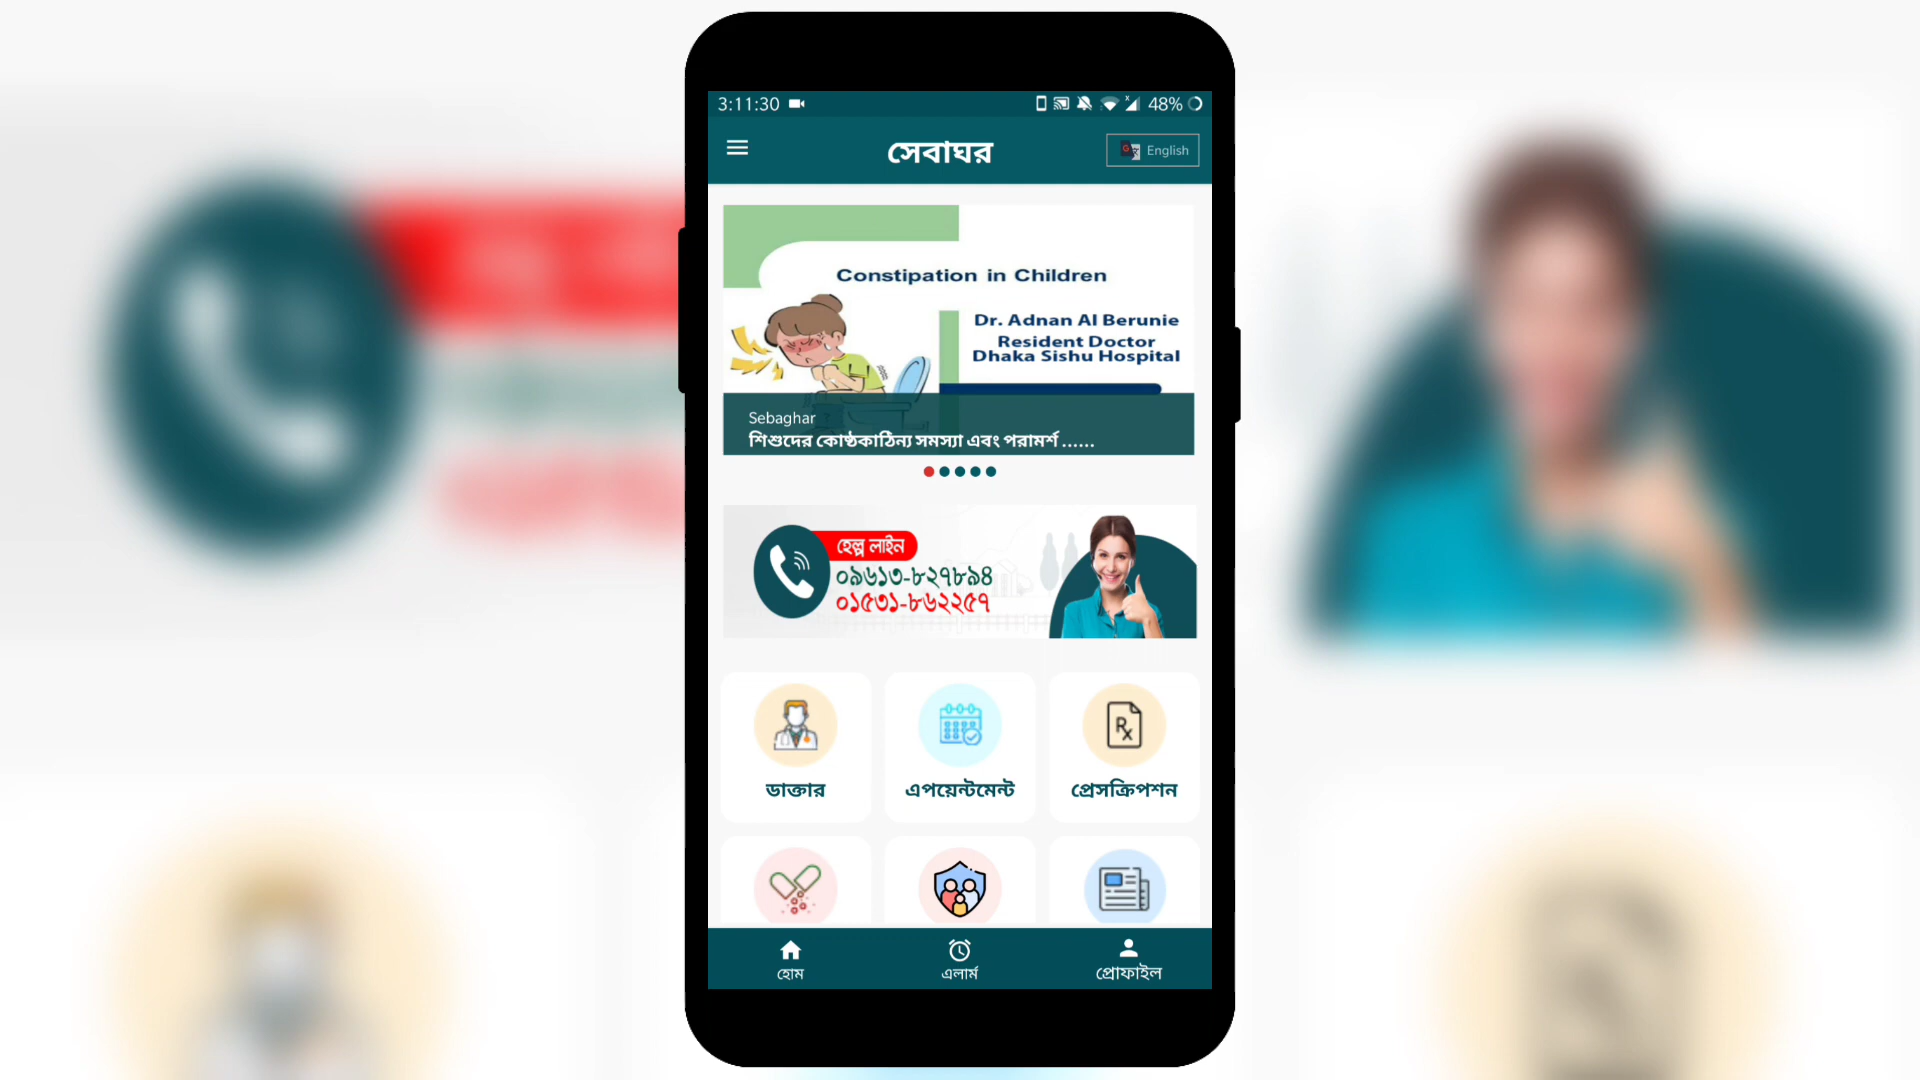 3:11:30
48%
সেবাঘর
English
Constipation in Children
Dr. Adnan Al Berunie
Resident Doctor
Dhaka Sishu Hospital
Sebaghar
শিশুদের কোষ্ঠকাঠিন্য সমস্যা এবং পরামর্শ ......
হেল্প লাইন
০৯৬১৩-৮২৭৮৯৪
০১৫৩১-৮৬২২৫৭
ডাক্তার
এপয়েন্টমেন্ট
প্রেসক্রিপশন
হোম
এলার্ম
প্রোফাইল